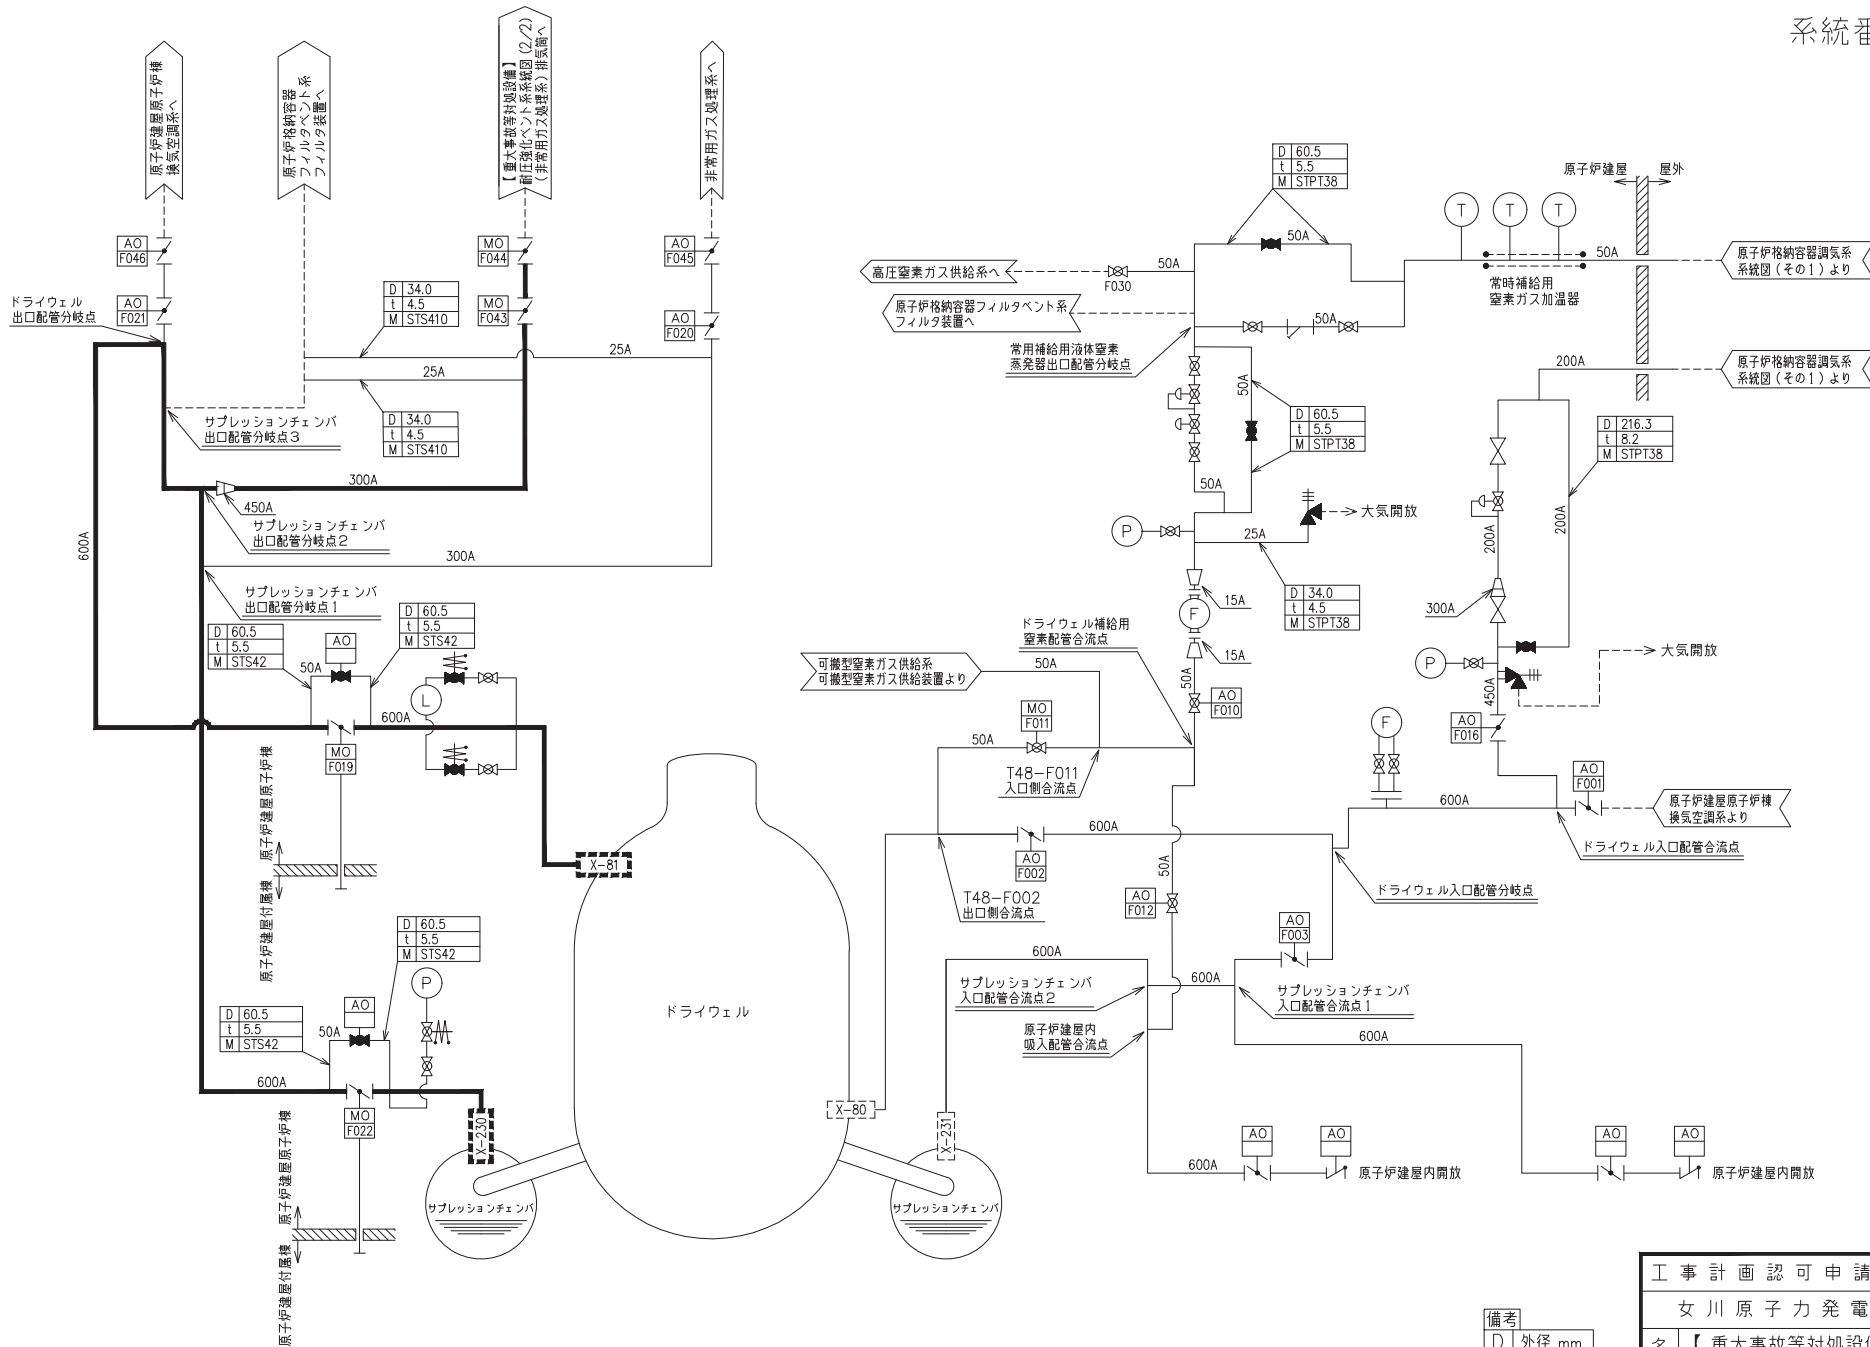 系統番
原子炉建屋原子炉棟
換気空調系へ
原子炉格納容器
フィルタベント系
フィルタ装置へ
【重大事故等対処設備】
耐圧強化ベント系系統図(2/2)
(非常用ガス処理系)排気筒へ
非常用ガス処理系へ
AO
F046
MO
F044
AO
F045
AO
F021
MO
F043
AO
F020
ドライウェル
出口配管分岐点
D 34.0
t 4.5
M STS410
25A
25A
D 34.0
t 4.5
M STS410
サプレッションチェンバ
出口配管分岐点3
300A
450A
サプレッションチェンバ
出口配管分岐点2
600A
300A
サプレッションチェンバ
出口配管分岐点1
D 60.5
t 5.5
M STS42
D 60.5
t 5.5
M STS42
AO
50A
L
600A
MO
F019
原子炉建屋原子炉棟
原子炉建屋付属棟
X-81
D 60.5
t 5.5
M STS42
P
D 60.5
t 5.5
M STS42
AO
50A
600A
MO
F022
原子炉建屋原子炉棟
原子炉建屋付属棟
X-230
サプレッションチェンバ
ドライウェル
X-80
X-231
サプレッションチェンバ
D 60.5
t 5.5
M STPT38
50A
高圧窒素ガス供給系へ
F030
50A
原子炉格納容器フィルタベント系
フィルタ装置へ
50A
常用補給用液体窒素
蒸発器出口配管分岐点
T
T
T
常時補給用
窒素ガス加温器
原子炉建屋
屋外
50A
原子炉格納容器調気系
系統図(その1)より
200A
原子炉格納容器調気系
系統図(その1)より
50A
D 60.5
t 5.5
M STPT38
50A
P
25A
大気開放
D 34.0
t 4.5
M STPT38
15A
F
15A
ドライウェル補給用
窒素配管合流点
50A
AO
F010
可搬型窒素ガス供給系
可搬型窒素ガス供給装置より
50A
MO
F011
50A
T48-F011
入口側合流点
D 216.3
t 8.2
M STPT38
200A
200A
300A
P
大気開放
450A
AO
F016
F
AO
F001
600A
原子炉建屋原子炉棟
換気空調系より
ドライウェル入口配管合流点
600A
AO
F002
T48-F002
出口側合流点
50A
AO
F012
ドライウェル入口配管分岐点
AO
F003
600A
サプレッションチェンバ
入口配管合流点2
600A
サプレッションチェンバ
入口配管合流点1
原子炉建屋内
吸入配管合流点
600A
AO
AO
600A
原子炉建屋内開放
AO
AO
原子炉建屋内開放
備考
D 外径 mm
工事計画認可申請
女川原子力発電
名 【重大事故等対処設備